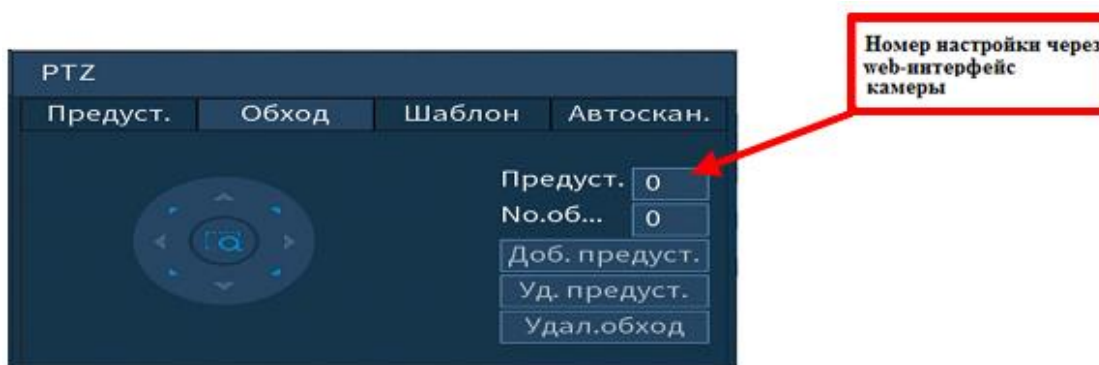 Номер настройки через
web-интерфейс
камеры
PTZ
Предуст. Обход Шаблон Автоскан.
Предуст. 0
No.об... 0
Доб. предуст.
Уд. предуст.
Удал.обход